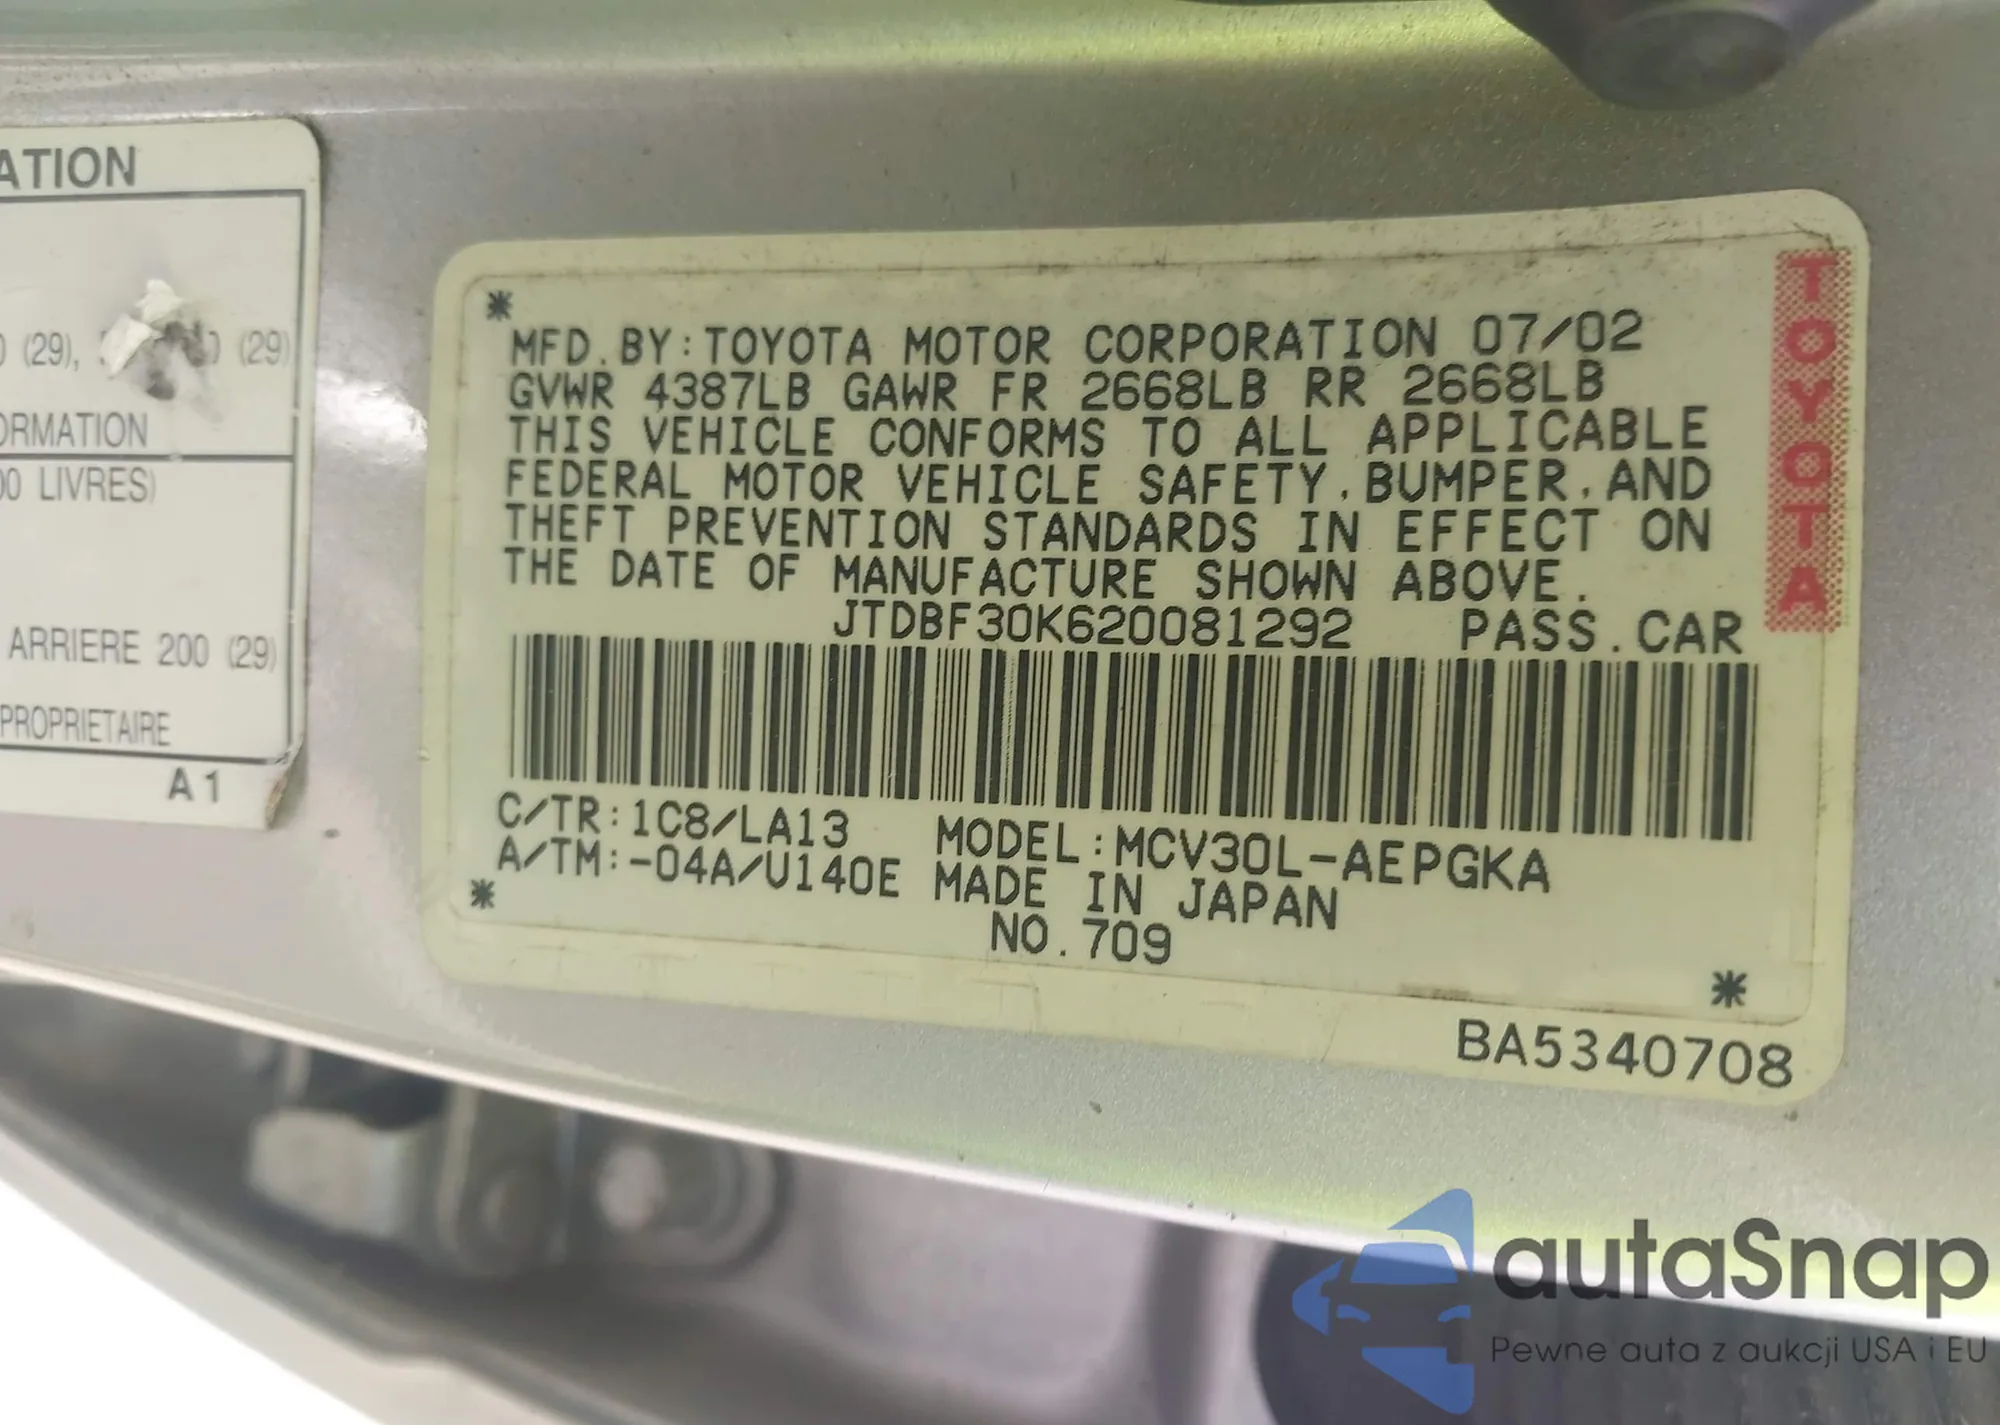 ATION
0 (29), 0 (29)
ORMATION
00 LIVRES)
ARRIERE 200 (29)
PROPRIETAIRE
A1
*
MFD.BY:TOYOTA MOTOR CORPORATION 07/02
GVWR 4387LB GAWR FR 2668LB RR 2668LB
THIS VEHICLE CONFORMS TO ALL APPLICABLE
FEDERAL MOTOR VEHICLE SAFETY,BUMPER,AND
THEFT PREVENTION STANDARDS IN EFFECT ON
THE DATE OF MANUFACTURE SHOWN ABOVE.
JTDBF30K620081292 PASS.CAR
C/TR:1C8/LA13 MODEL:MCV30L-AEPGKA
A/TM:-04A/U140E MADE IN JAPAN
* NO.709
*
BA5340708
TOYOTA
autaSnap
Pewne auta z aukcji USA i EU